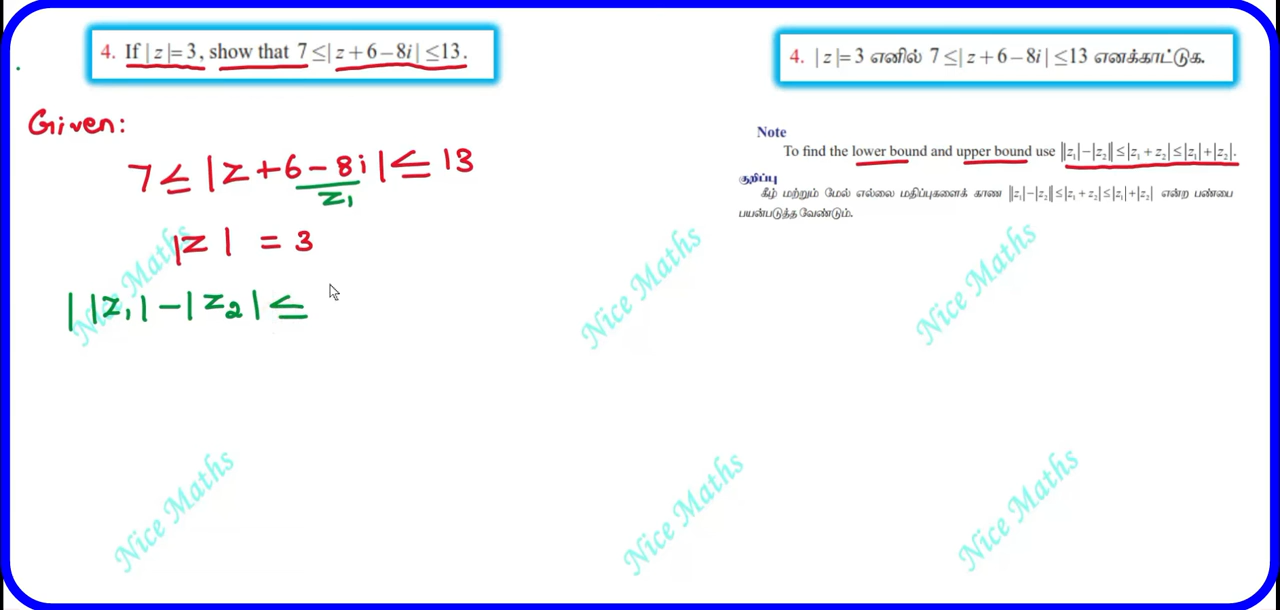 4. If | z |= 3, show that 7 ≤| z + 6 − 8i | ≤13.
4. | z |= 3 எனில் 7 ≤| z + 6 − 8i | ≤13 எனக்காட்டுக.
Given:
7 ≤ |z + 6 − 8i| ≤ 13
z₁
|z| = 3
| |z₁| − |z₂| ≤
Note
To find the lower bound and upper bound use ||z₁|−|z₂|| ≤|z₁ + z₂| ≤|z₁|+|z₂|.
குறிப்பு
கீழ் மற்றும் மேல் எல்லை மதிப்புகளைக் காண ||z₁|−|z₂|| ≤|z₁ + z₂| ≤|z₁|+|z₂| என்ற பண்பை
பயன்படுத்த வேண்டும்.
Nice Maths
Nice Maths
Nice Maths
Nice Maths
Nice Maths
Nice Maths